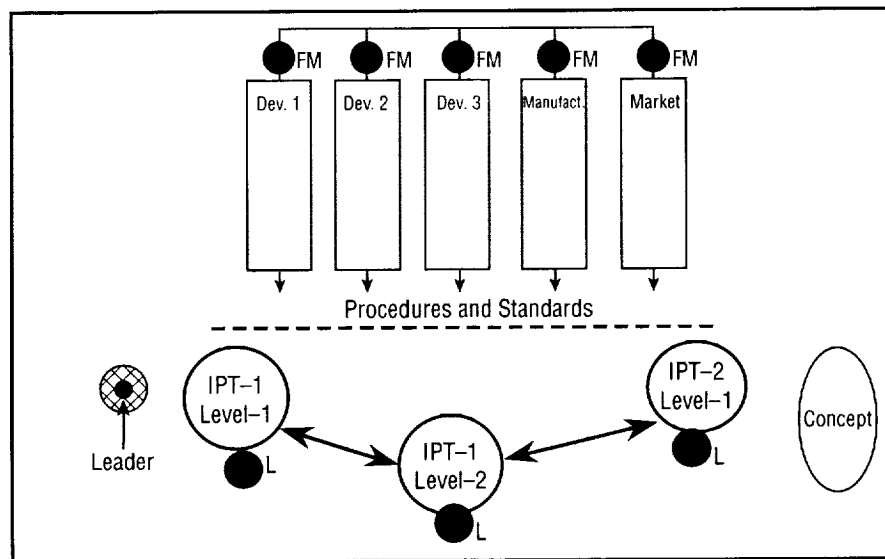 FM FM FM FM FM
Dev. 1 Dev. 2 Dev. 3 Manufact. Market
Procedures and Standards
IPT–1
Level–1
L
IPT–1
Level–2
L
IPT–2
Level–1
L
Leader
Concept